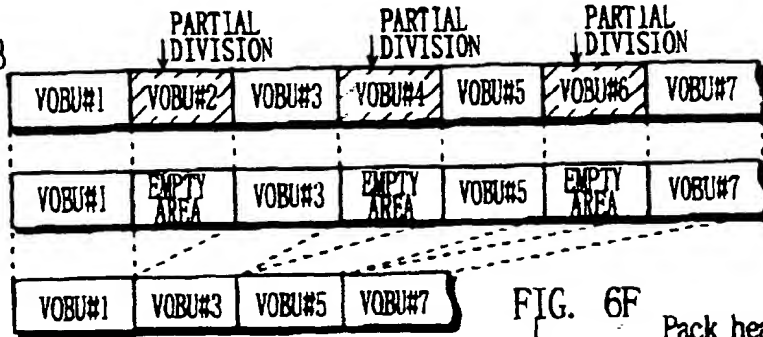 PARTIAL DIVISION PARTIAL DIVISION PARTIAL DIVISION
VOBU#1 VOBU#2 VOBU#3 VOBU#4 VOBU#5 VOBU#6 VOBU#7
VOBU#1 EMPTY AREA VOBU#3 EMPTY AREA VOBU#5 EMPTY AREA VOBU#7
VOBU#1 VOBU#3 VOBU#5 VOBU#7
FIG. 6F
Pack hea